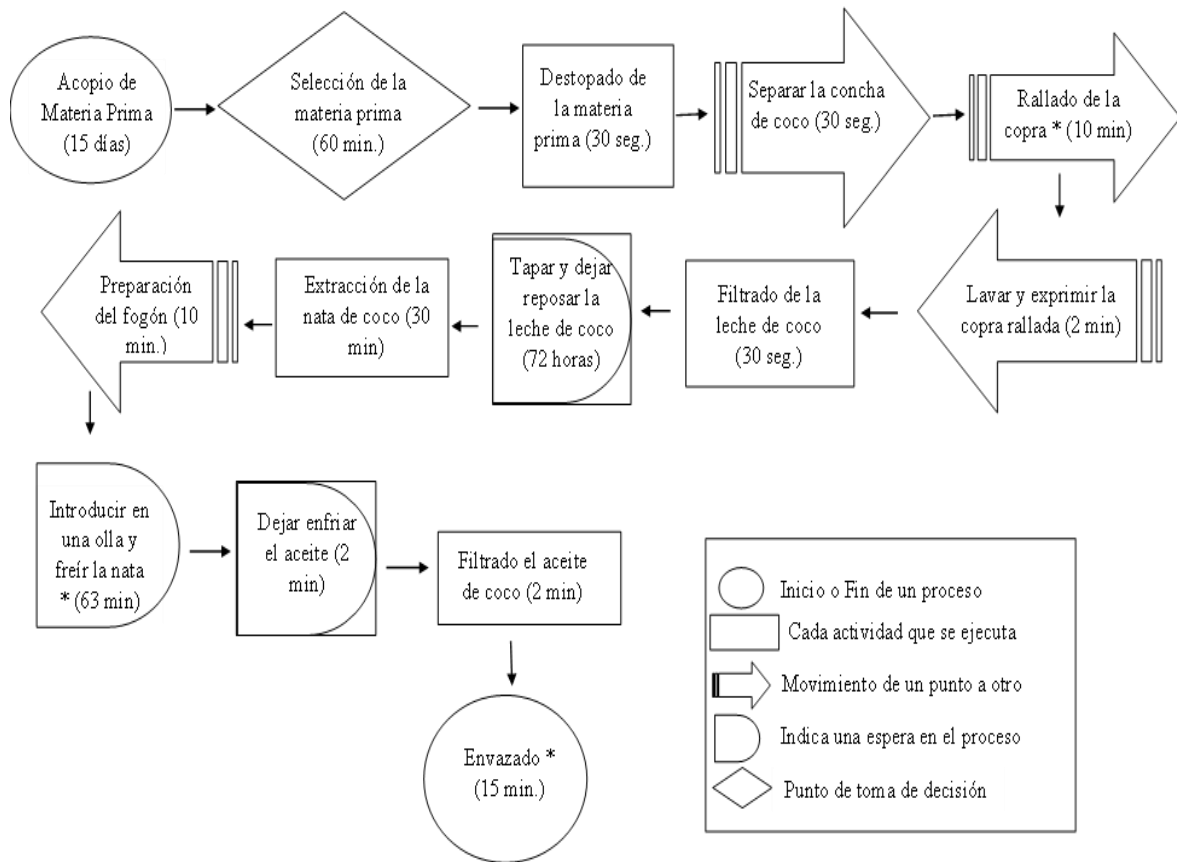 Acopio de
Materia Prima
(15 días)
Selección de la
materia prima
(60 min.)
Destopado de
la materia
prima (30 seg.)
Separar la concha
de coco (30 seg.)
Rallado de la
copra * (10 min)
Lavar y exprimir la
copra rallada (2 min)
Filtrado de la
leche de coco
(30 seg.)
Tapar y dejar
reposar la
leche de coco
(72 horas)
Extracción de la
nata de coco (30
min)
Preparación
del fogón (10
min.)
Introducir en
una olla y
freír la nata
* (63 min)
Dejar enfriar
el aceite (2
min)
Filtrado el aceite
de coco (2 min)
Envazado *
(15 min.)
Inicio o Fin de un proceso
Cada actividad que se ejecuta
Movimiento de un punto a otro
Indica una espera en el proceso
Punto de toma de decisión